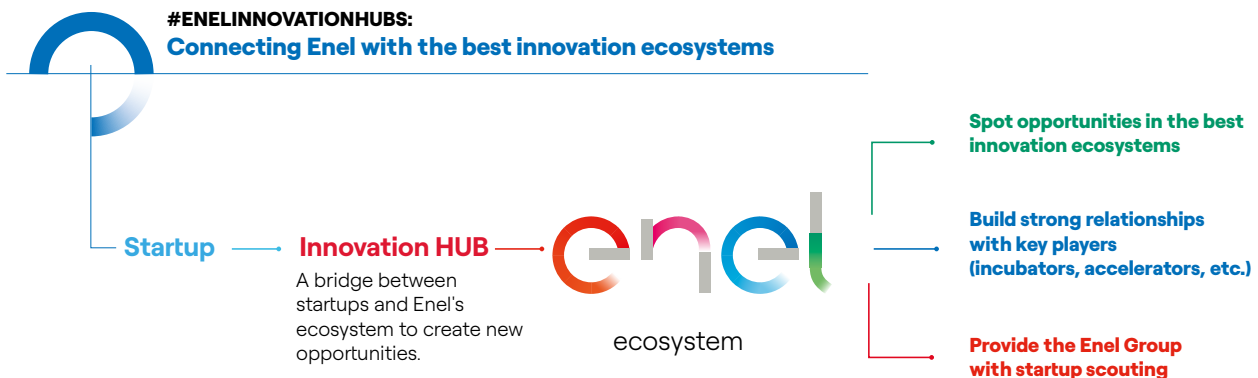 #ENELINNOVATIONHUBS:
Connecting Enel with the best innovation ecosystems
Startup
Innovation HUB
A bridge between
startups and Enel's
ecosystem to create new
opportunities.
enel
ecosystem
Spot opportunities in the best
innovation ecosystems
Build strong relationships
with key players
(incubators, accelerators, etc.)
Provide the Enel Group
with startup scouting